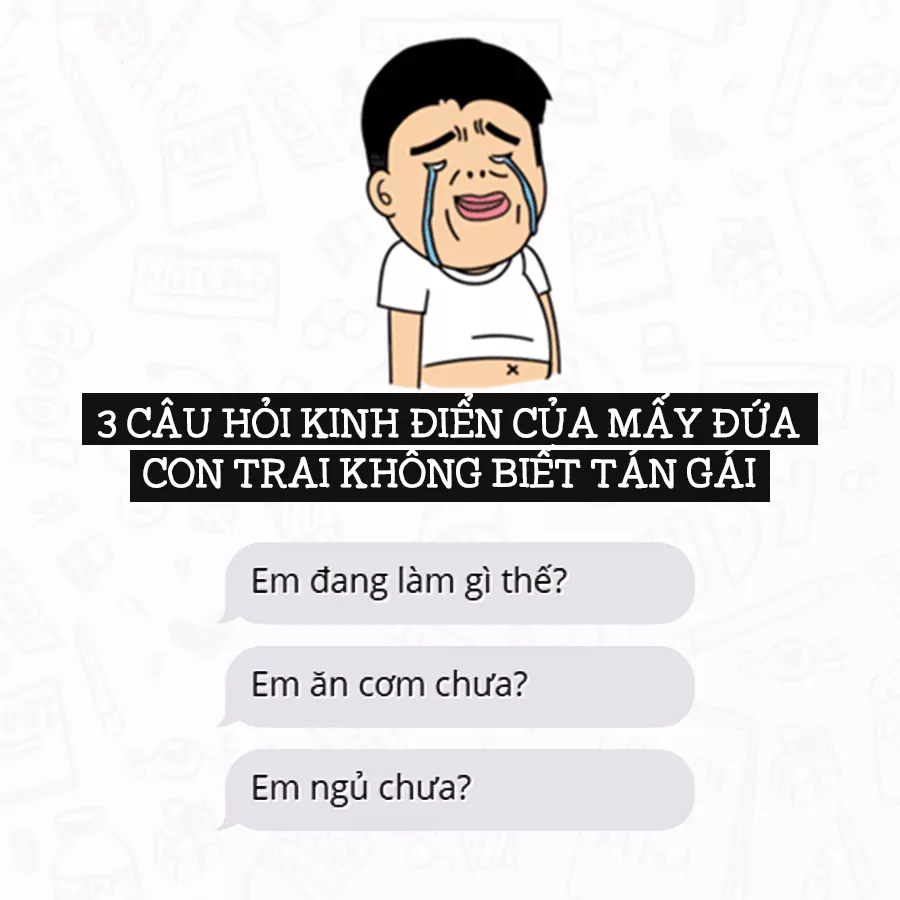 3 CÂU HỎI KINH ĐIỂN CỦA MẤY ĐỨA
CON TRAI KHÔNG BIẾT TÁN GÁI
Em đang làm gì thế?
Em ăn cơm chưa?
Em ngủ chưa?